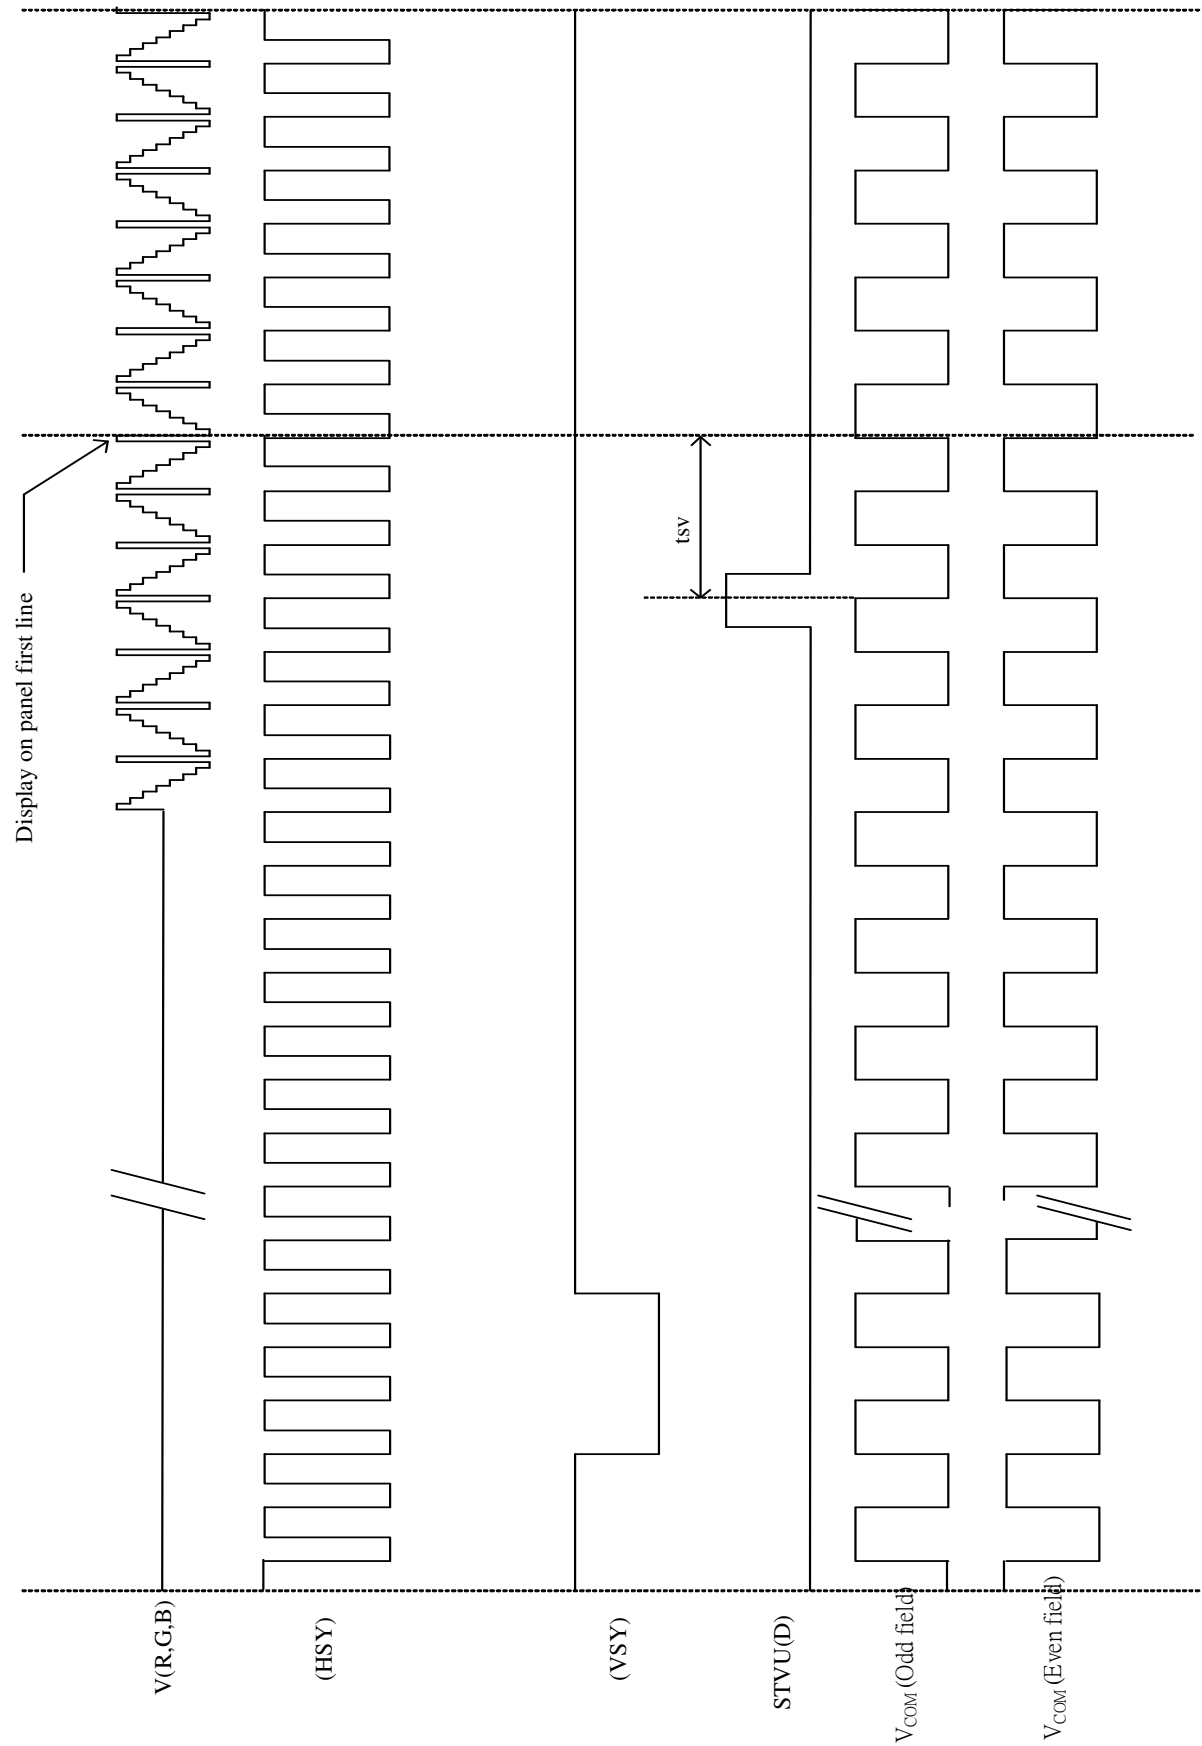 Display on panel first line
tsv
V(R,G,B)
(HSY)
(VSY)
STVU(D)
VCOM (Odd field)
VCOM (Even field)